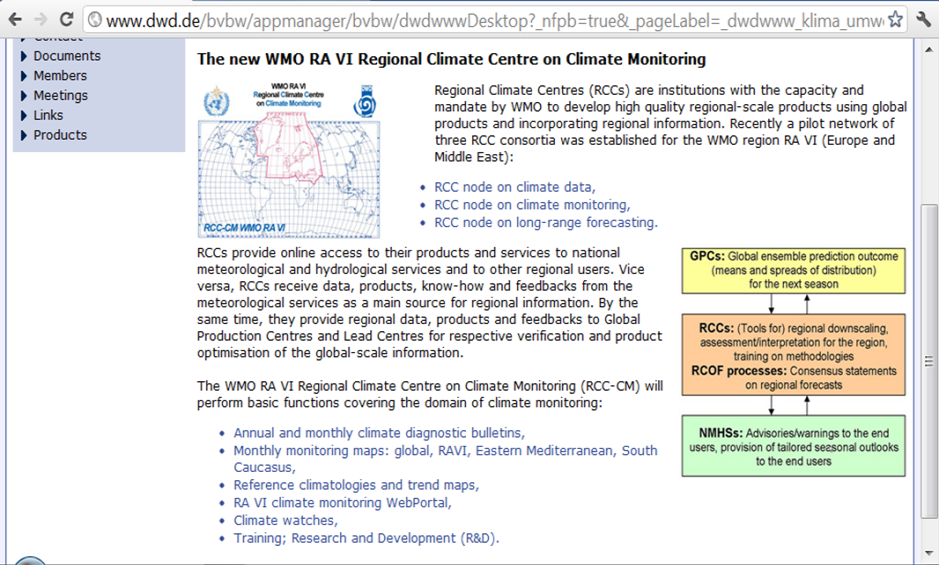 www.dwd.de/bvbw/appmanager/bvbw/dwdwwwDesktop?_nfpb=true&_pageLabel=_dwdwww_klima_umwe
Contact
Documents
Members
Meetings
Links
Products
The new WMO RA VI Regional Climate Centre on Climate Monitoring
WMO RA VI
Regional Climate Centre
on Climate Monitoring
RCC-CM WMO RA VI
Regional Climate Centres (RCCs) are institutions with the capacity and
mandate by WMO to develop high quality regional-scale products using global
products and incorporating regional information. Recently a pilot network of
three RCC consortia was established for the WMO region RA VI (Europe and
Middle East):
• RCC node on climate data,
• RCC node on climate monitoring,
• RCC node on long-range forecasting.
RCCs provide online access to their products and services to national
meteorological and hydrological services and to other regional users. Vice
versa, RCCs receive data, products, know-how and feedbacks from the
meteorological services as a main source for regional information. By the
same time, they provide regional data, products and feedbacks to Global
Production Centres and Lead Centres for respective verification and product
optimisation of the global-scale information.
GPCs: Global ensemble prediction outcome
(means and spreads of distribution)
for the next season
RCCs: (Tools for) regional downscaling,
assessment/interpretation for the region,
training on methodologies
RCOF processes: Consensus statements
on regional forecasts
NMHSs: Advisories/warnings to the end
users, provision of tailored seasonal outlooks
to the end users
The WMO RA VI Regional Climate Centre on Climate Monitoring (RCC-CM) will
perform basic functions covering the domain of climate monitoring:
• Annual and monthly climate diagnostic bulletins,
• Monthly monitoring maps: global, RAVI, Eastern Mediterranean, South
Caucasus,
• Reference climatologies and trend maps,
• RA VI climate monitoring WebPortal,
• Climate watches,
• Training; Research and Development (R&D).